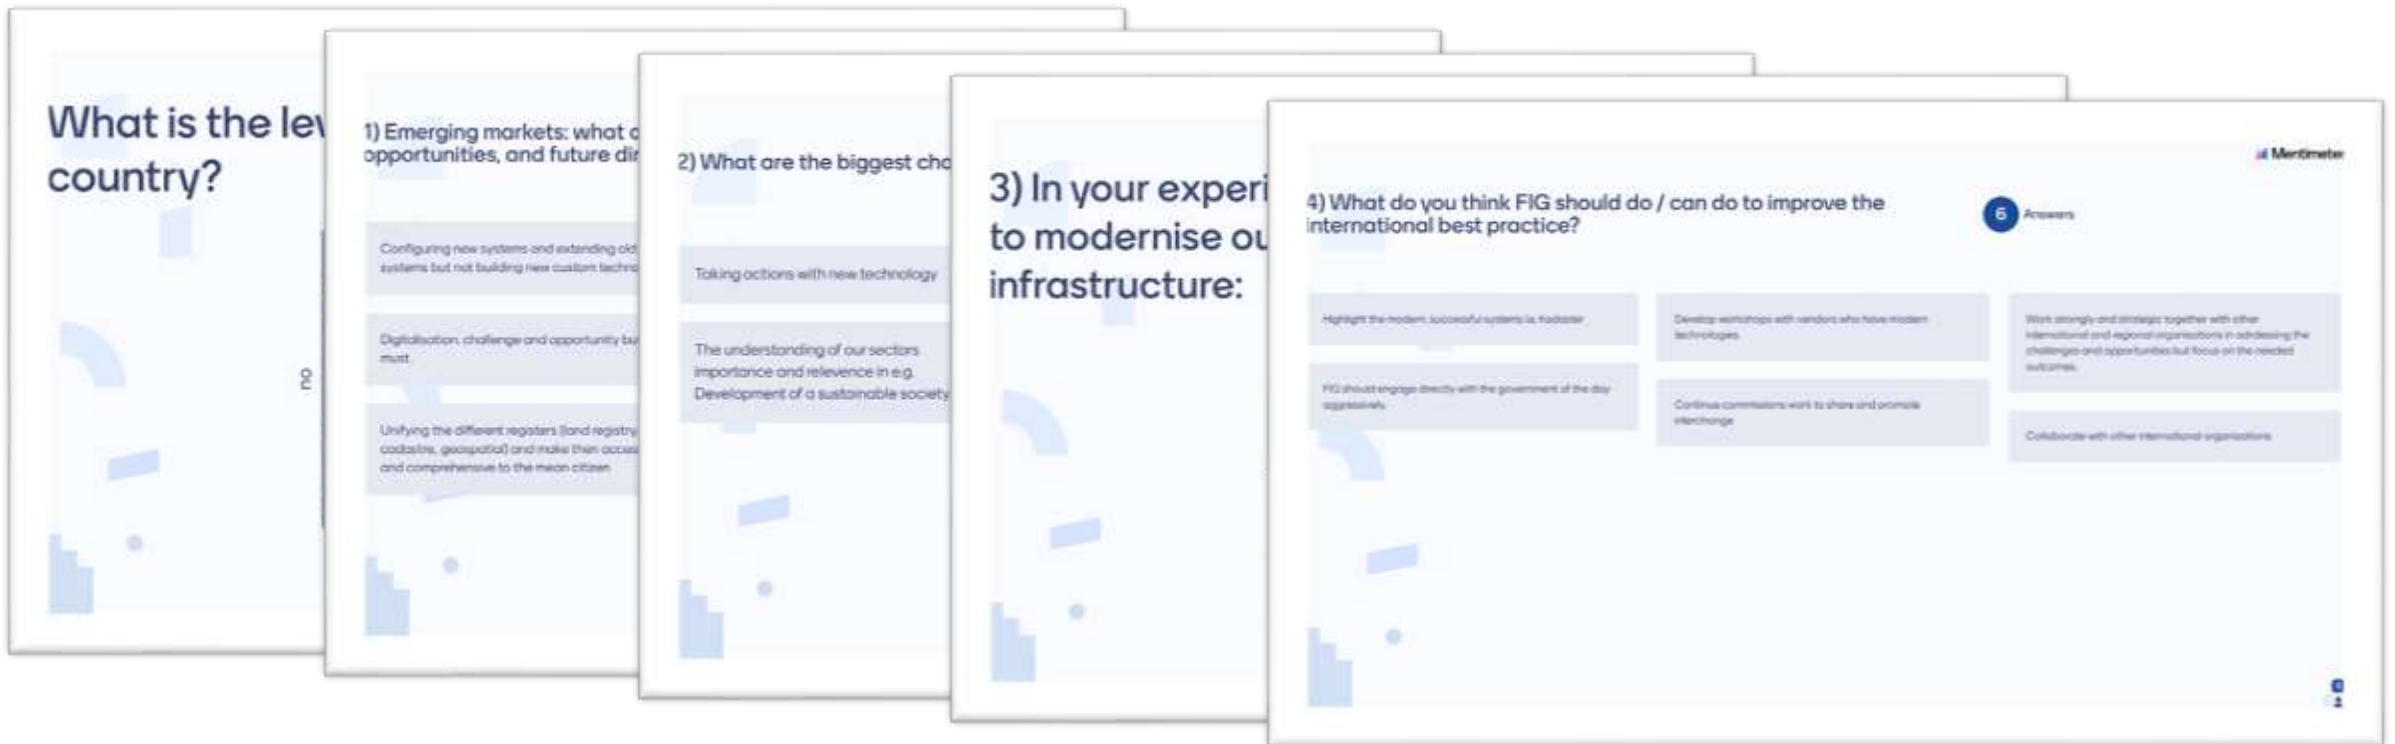 What is the lev
country?
no
1) Emerging markets: what c
opportunities, and future dir
Configuring new systems and extending old
systems but not building new custom techno
Digitalisation, challenge and opportunity bu
must
Unifying the different registers (land registry,
cadastre, geospatial) and make then access
and comprehensive to the mean citizen
2) What are the biggest cha
Taking actions with new technology
The understanding of our sectors
importance and relevence in e.g.
Development of a sustainable society
3) In your experi
to modernise ou
infrastructure:
Mentimeter
4) What do you think FIG should do / can do to improve the
international best practice?
6 Answers
Highlight the modern, successful systems ie, Kadaster
FIG should engage directly with the government of the day
aggressively.
Develop workshops with vendors who have modern
technologies.
Continue commissions work to share and promote
interchange
Work strongly and strategic together with other
international and regional organisations in addressing the
challenges and opportunities but focus on the needed
outcomes.
Collaborate with other international organisations